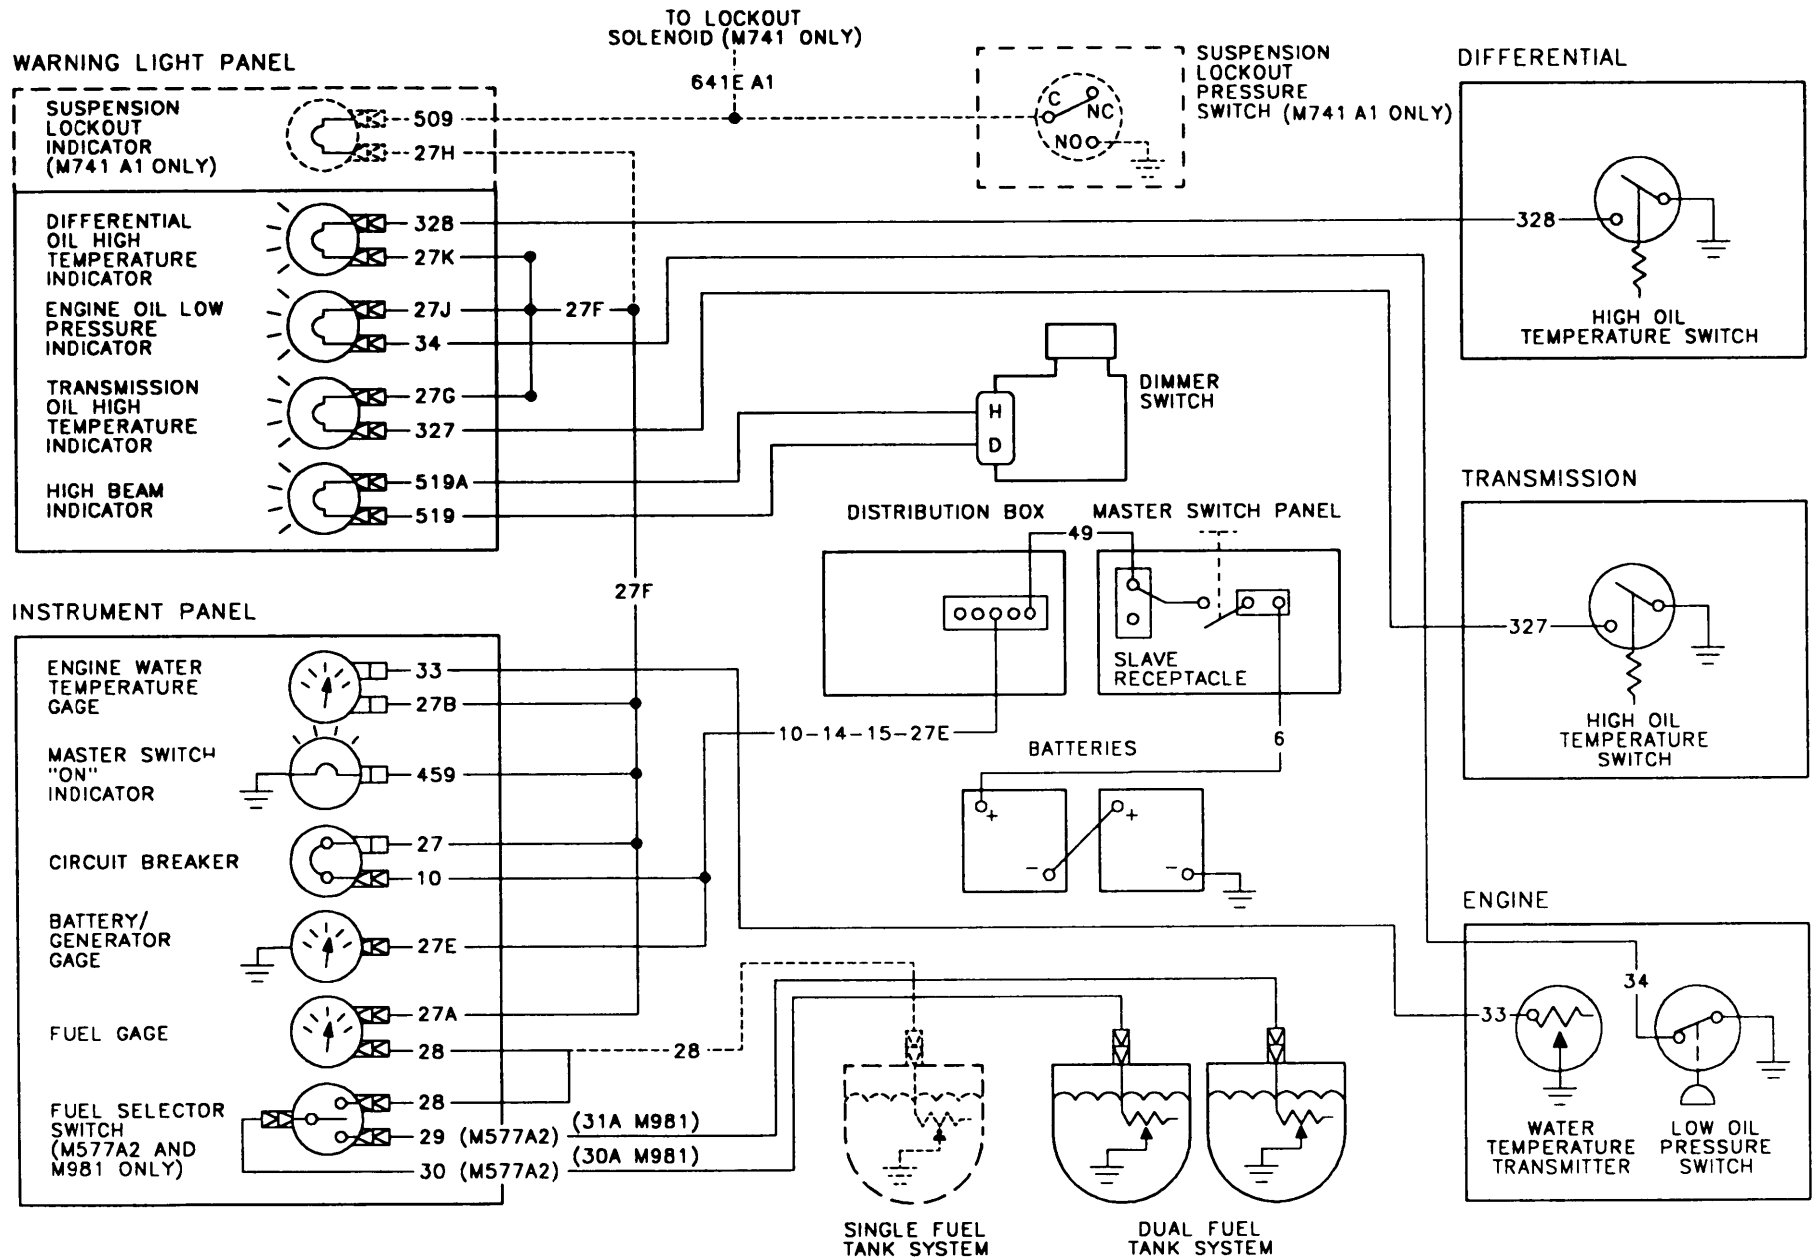 TO LOCKOUT
SOLENOID (M741 ONLY)
641E A1
WARNING LIGHT PANEL
SUSPENSION
LOCKOUT
INDICATOR
(M741 A1 ONLY)
509
27H
C
NC
NO
SUSPENSION
LOCKOUT
PRESSURE
SWITCH (M741 A1 ONLY)
DIFFERENTIAL
328
HIGH OIL
TEMPERATURE SWITCH
DIFFERENTIAL
OIL HIGH
TEMPERATURE
INDICATOR
328
27K
ENGINE OIL LOW
PRESSURE
INDICATOR
27J
27F
34
TRANSMISSION
OIL HIGH
TEMPERATURE
INDICATOR
27G
327
HIGH BEAM
INDICATOR
519A
519
H
D
DIMMER
SWITCH
27F
DISTRIBUTION BOX
49
MASTER SWITCH PANEL
SLAVE
RECEPTACLE
TRANSMISSION
327
HIGH OIL
TEMPERATURE
SWITCH
10-14-15-27E
6
BATTERIES
+
-
+
-
INSTRUMENT PANEL
ENGINE WATER
TEMPERATURE
GAGE
33
27B
MASTER SWITCH
"ON"
INDICATOR
459
CIRCUIT BREAKER
27
10
BATTERY/
GENERATOR
GAGE
27E
FUEL GAGE
27A
28
28
FUEL SELECTOR
SWITCH
(M577A2 AND
M981 ONLY)
28
29 (M577A2)
(31A M981)
30 (M577A2)
(30A M981)
SINGLE FUEL
TANK SYSTEM
DUAL FUEL
TANK SYSTEM
ENGINE
34
33
WATER
TEMPERATURE
TRANSMITTER
LOW OIL
PRESSURE
SWITCH